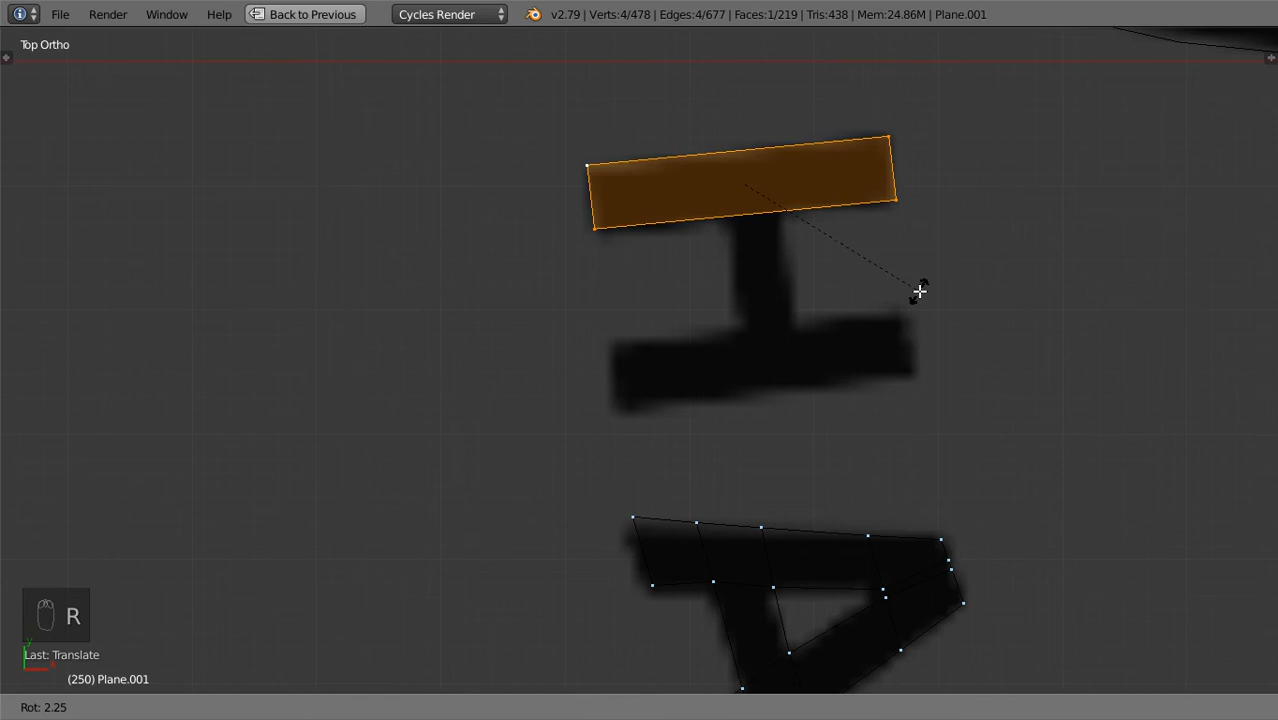 File Render Window Help Back to Previous Cycles Render v2.79 | Verts:4/478 | Edges:4/677 | Faces:1/219 | Tris:438 | Mem:24.86M | Plane.001
Top Ortho
R
y
Last: Translate
(250) Plane.001
Rot: 2.25